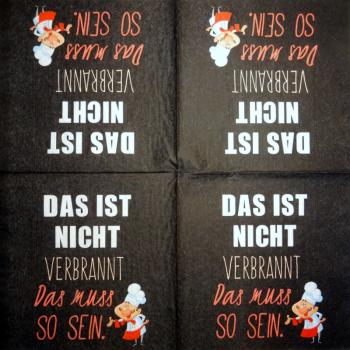 SO SEIN.
Das muss
VERBRANNT
NICHT
DAS IST
SO SEIN.
Das muss
VERBRANNT
NICHT
DAS IST
DAS IST
NICHT
VERBRANNT
Das muss
SO SEIN.
DAS IST
NICHT
VERBRANNT
Das muss
SO SEIN.